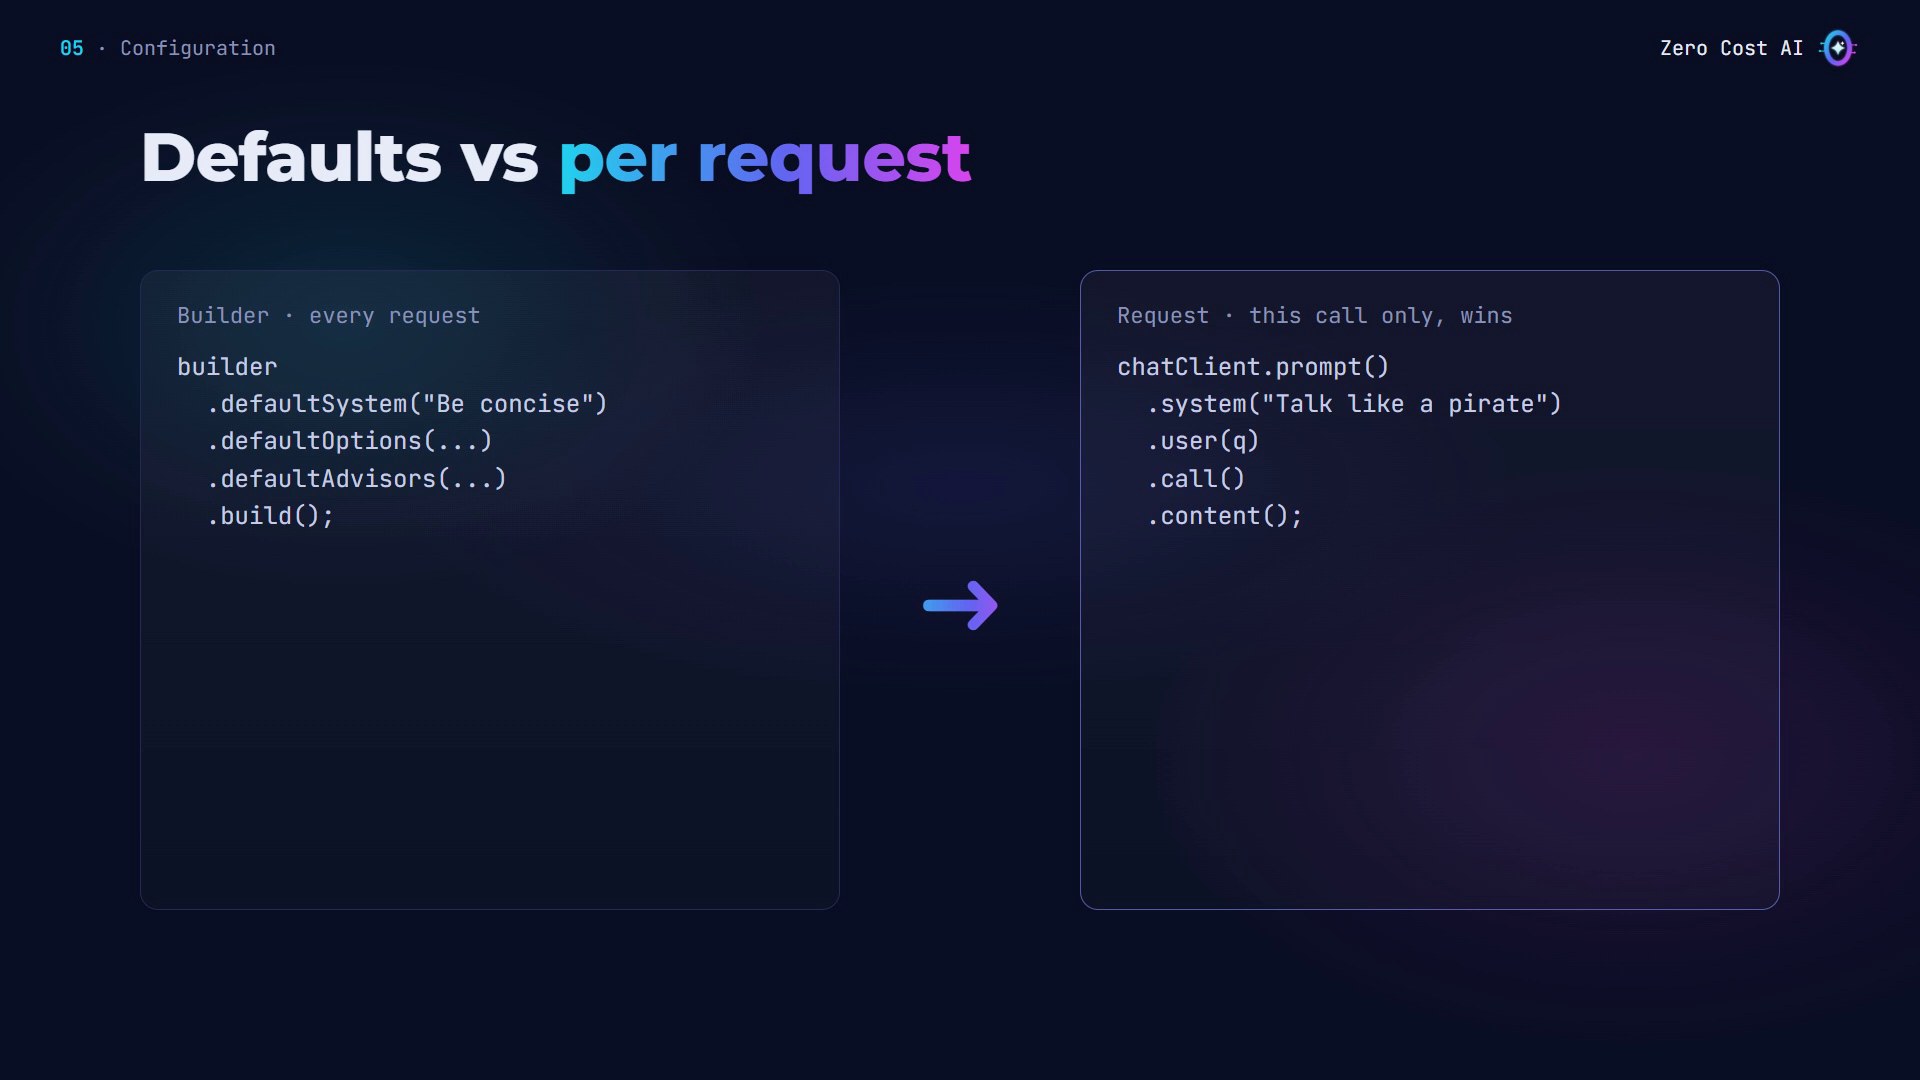 05 · Configuration
Zero Cost AI
Defaults vs per request
Builder · every request
builder
  .defaultSystem("Be concise")
  .defaultOptions(...)
  .defaultAdvisors(...)
  .build();
Request · this call only, wins
chatClient.prompt()
  .system("Talk like a pirate")
  .user(q)
  .call()
  .content();